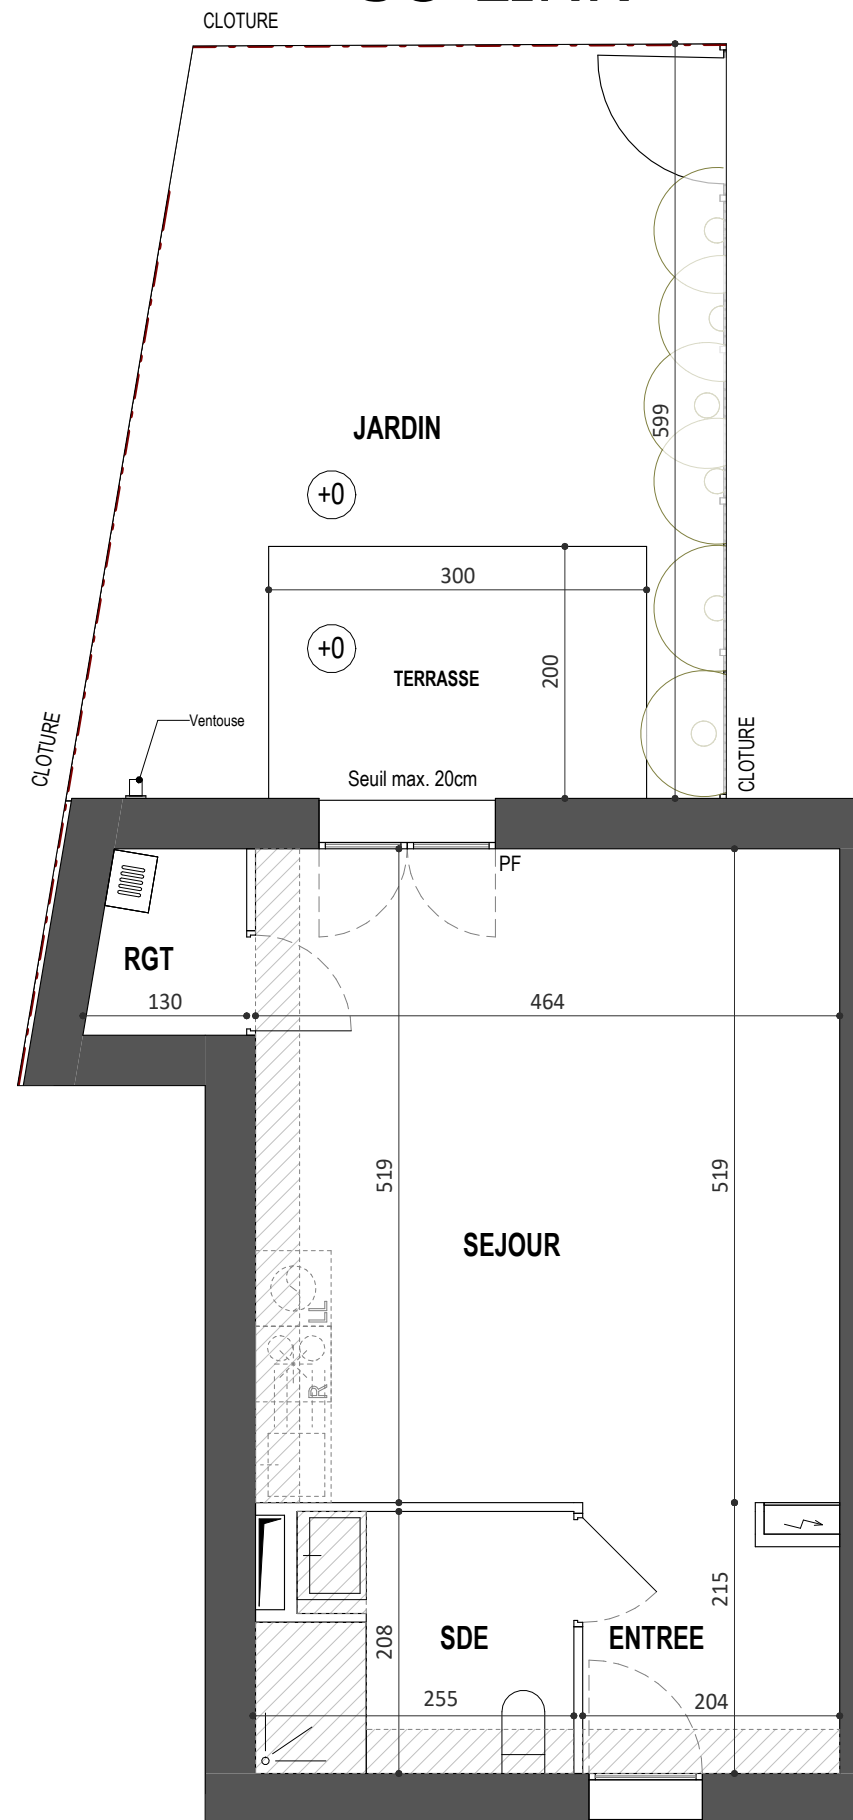 CLOTURE
599
JARDIN
+0
300
+0
TERRASSE
200
CLOTURE
Ventouse
CLOTURE
Seuil max. 20cm
PF
RGT
130
464
519
519
SEJOUR
LL
R
215
208
SDE
ENTREE
255
204